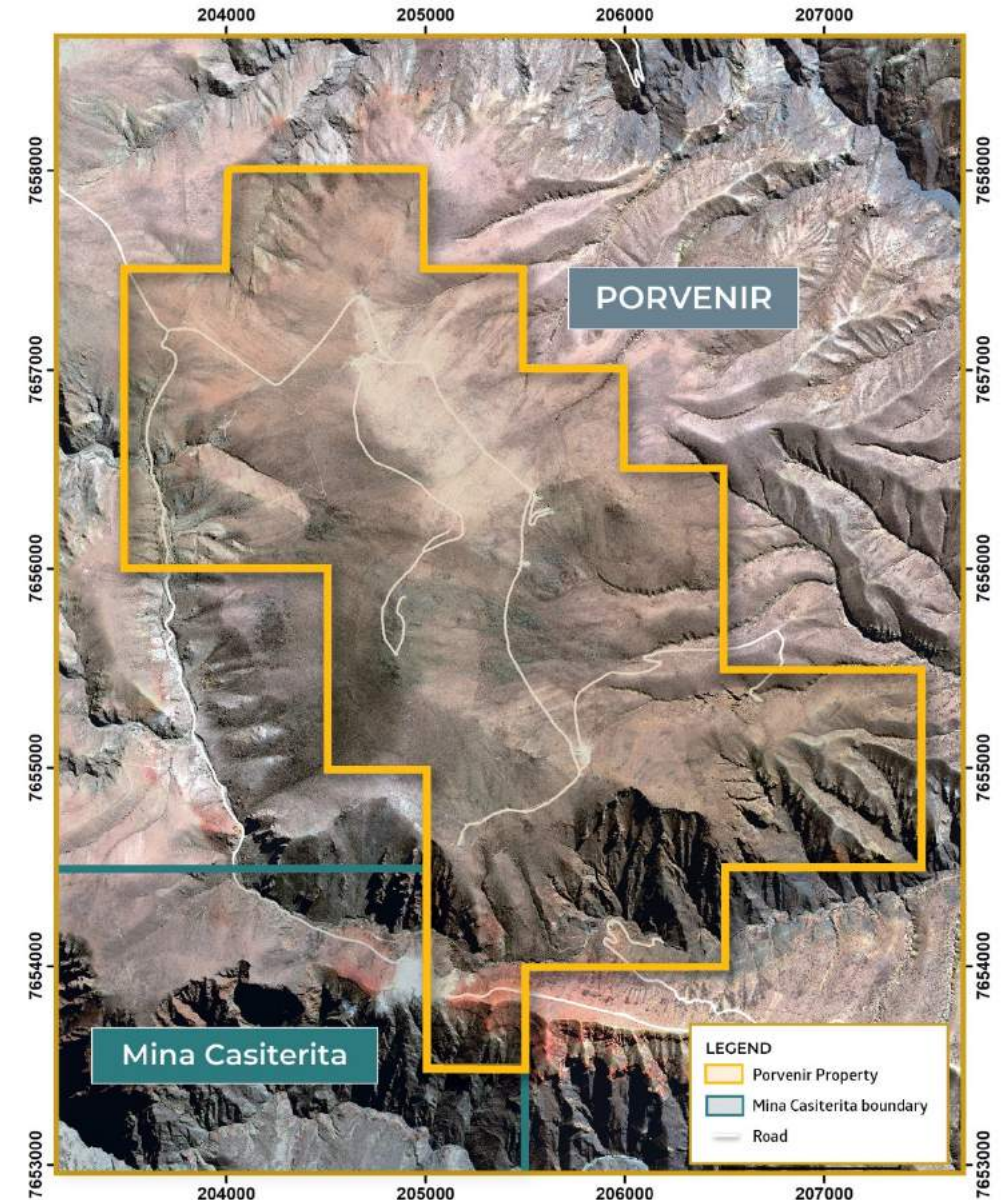 204000 205000 206000 207000
7658000 7658000
PORVENIR
7657000 7657000
7656000 7656000
7655000 7655000
7654000 7654000
Mina Casiterita
LEGEND
Porvenir Property
Mina Casiterita boundary
Road
7653000 7653000
204000 205000 206000 207000